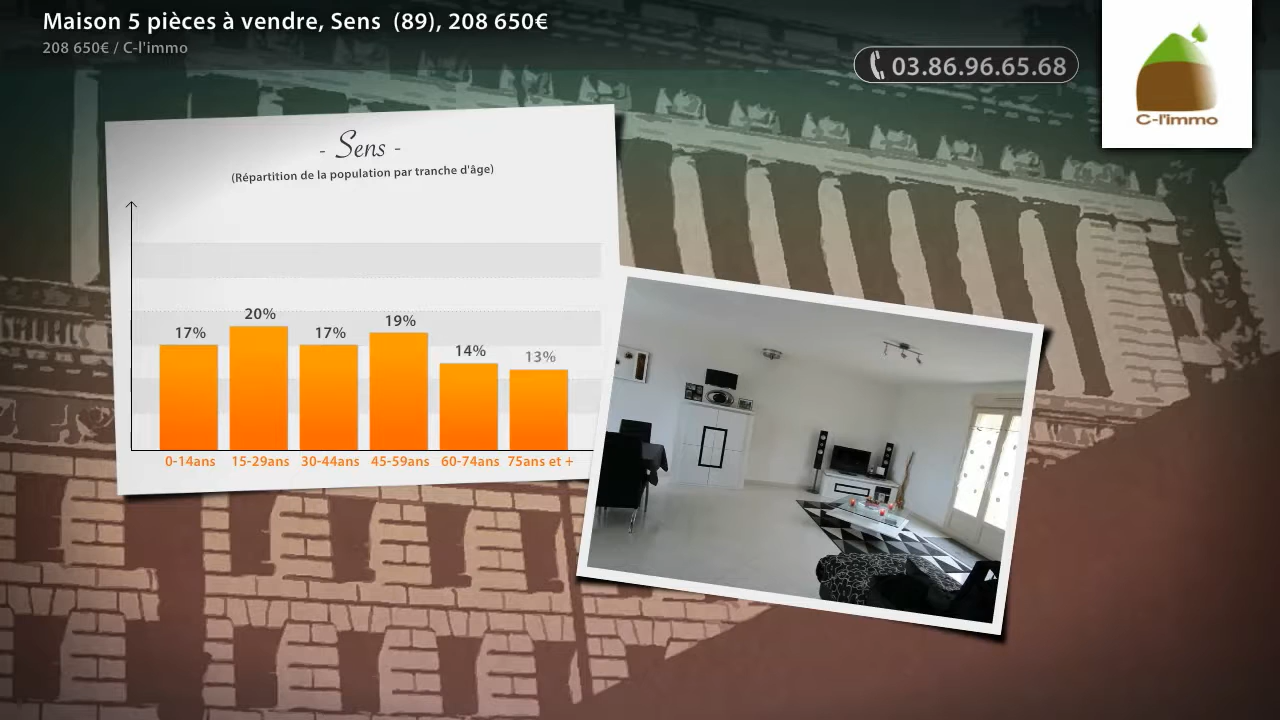 Maison 5 pièces à vendre, Sens (89), 208 650€
208 650€ / C-l'immo
03.86.96.65.68
C-l'immo
- Sens -
(Répartition de la population par tranche d'âge)
17% 20% 17% 19% 14% 13%
0-14ans 15-29ans 30-44ans 45-59ans 60-74ans 75ans et +